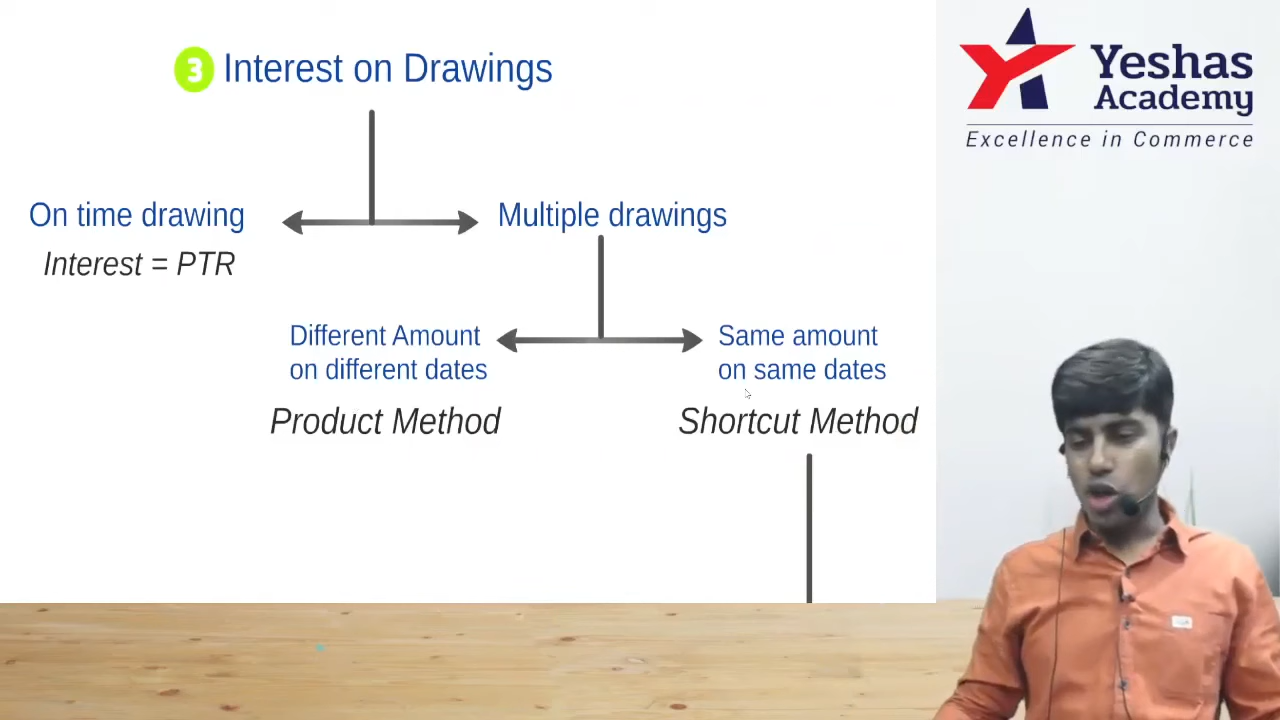 3 Interest on Drawings
Yeshas
Academy
Excellence in Commerce
On time drawing
Multiple drawings
Interest = PTR
Different Amount
on different dates
Same amount
on same dates
Product Method
Shortcut Method